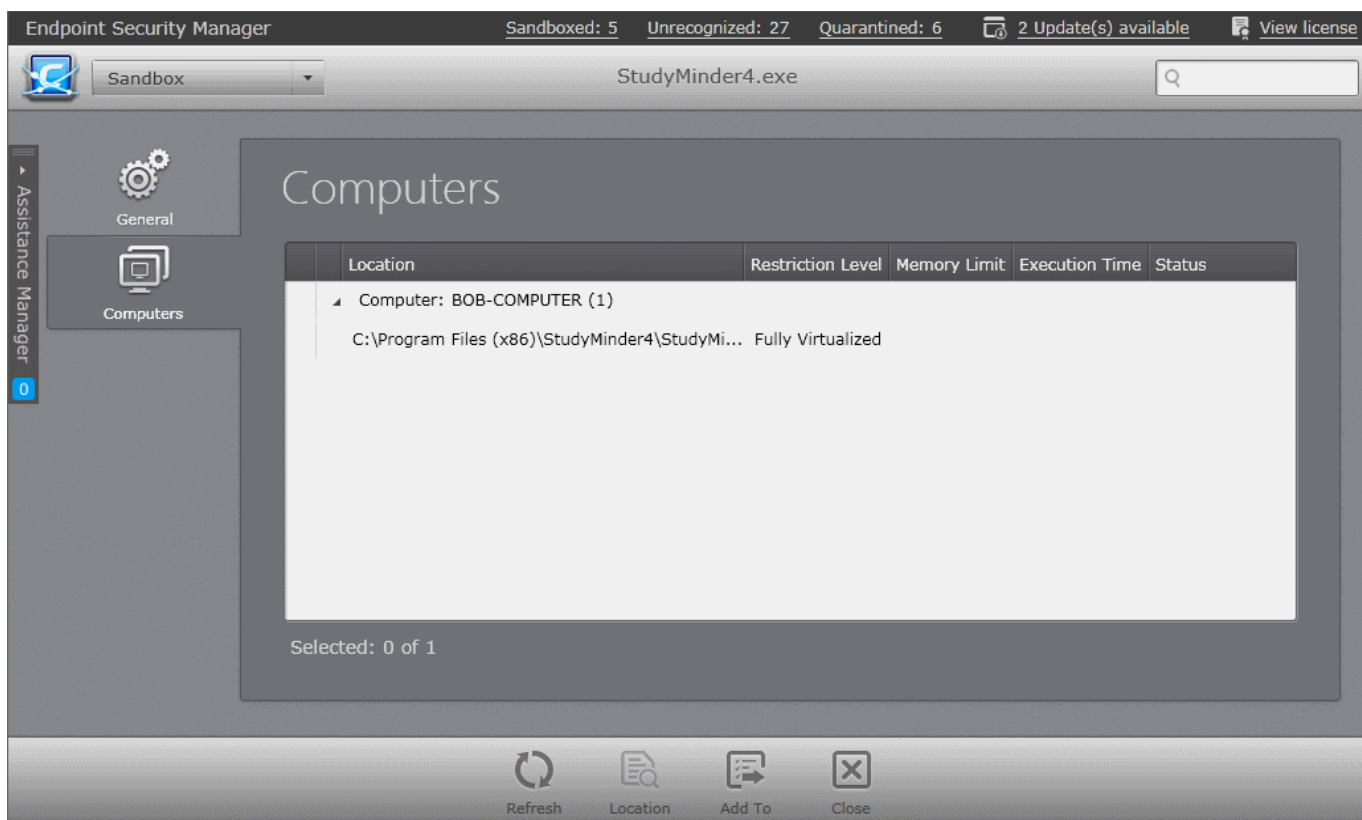 Endpoint Security Manager Sandboxed: 5 Unrecognized: 27 Quarantined: 6 2 Update(s) available View license
Sandbox StudyMinder4.exe
Assistance Manager
0
General
Computers
Computers
Location Restriction Level Memory Limit Execution Time Status
Computer: BOB-COMPUTER (1)
C:\Program Files (x86)\StudyMinder4\StudyMi... Fully Virtualized
Selected: 0 of 1
Refresh Location Add To Close